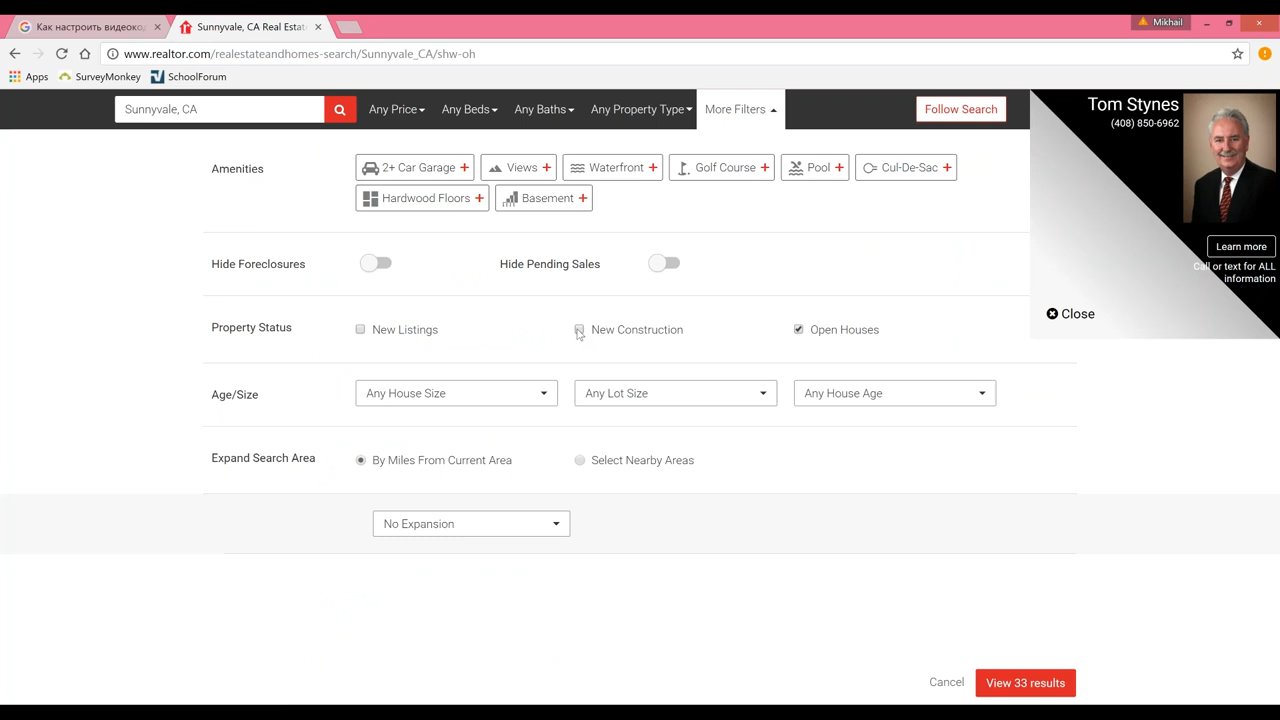 Как настроить видеокод
Sunnyvale, CA Real Estat
Mikhail
www.realtor.com/realestateandhomes-search/Sunnyvale_CA/shw-oh
Apps SurveyMonkey SchoolForum
Sunnyvale, CA Any Price Any Beds Any Baths Any Property Type More Filters Follow Search
Tom Stynes
(408) 850-6962
Learn more
Call or text for ALL
information
Close
Amenities 2+ Car Garage + Views + Waterfront + Golf Course + Pool + Cul-De-Sac +
Hardwood Floors + Basement +
Hide Foreclosures Hide Pending Sales
Property Status New Listings New Construction Open Houses
Age/Size Any House Size Any Lot Size Any House Age
Expand Search Area By Miles From Current Area Select Nearby Areas
No Expansion
Cancel View 33 results